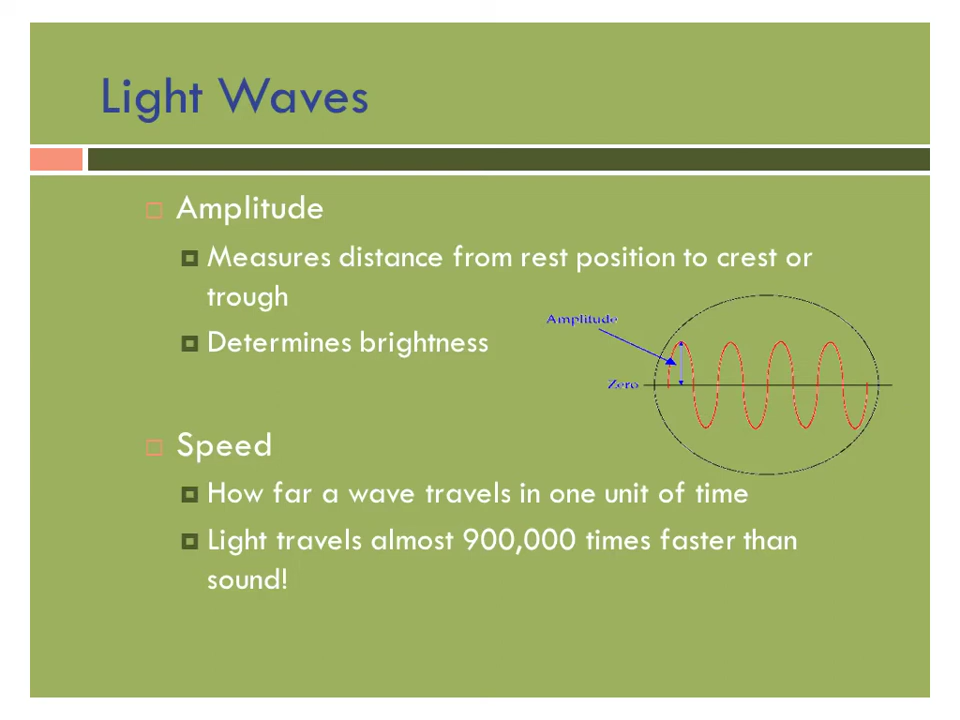 Light Waves
Amplitude
Measures distance from rest position to crest or
trough
Determines brightness
Amplitude
Zero
Speed
How far a wave travels in one unit of time
Light travels almost 900,000 times faster than
sound!